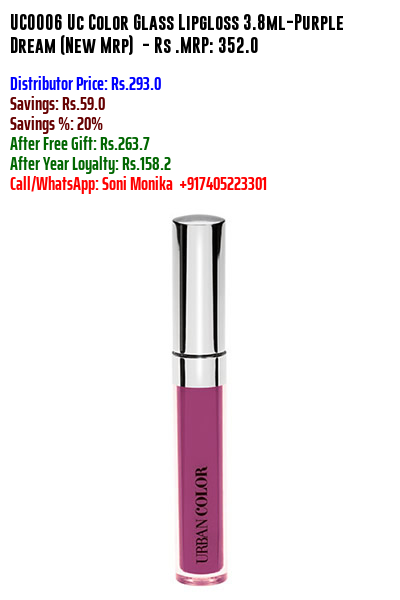 UC0006 Uc Color Glass Lipgloss 3.8ml-Purple
Dream (New Mrp) - Rs .MRP: 352.0
Distributor Price: Rs.293.0
Savings: Rs.59.0
Savings %: 20%
After Free Gift: Rs.263.7
After Year Loyalty: Rs.158.2
Call/WhatsApp: Soni Monika +917405223301
URBAN COLOR